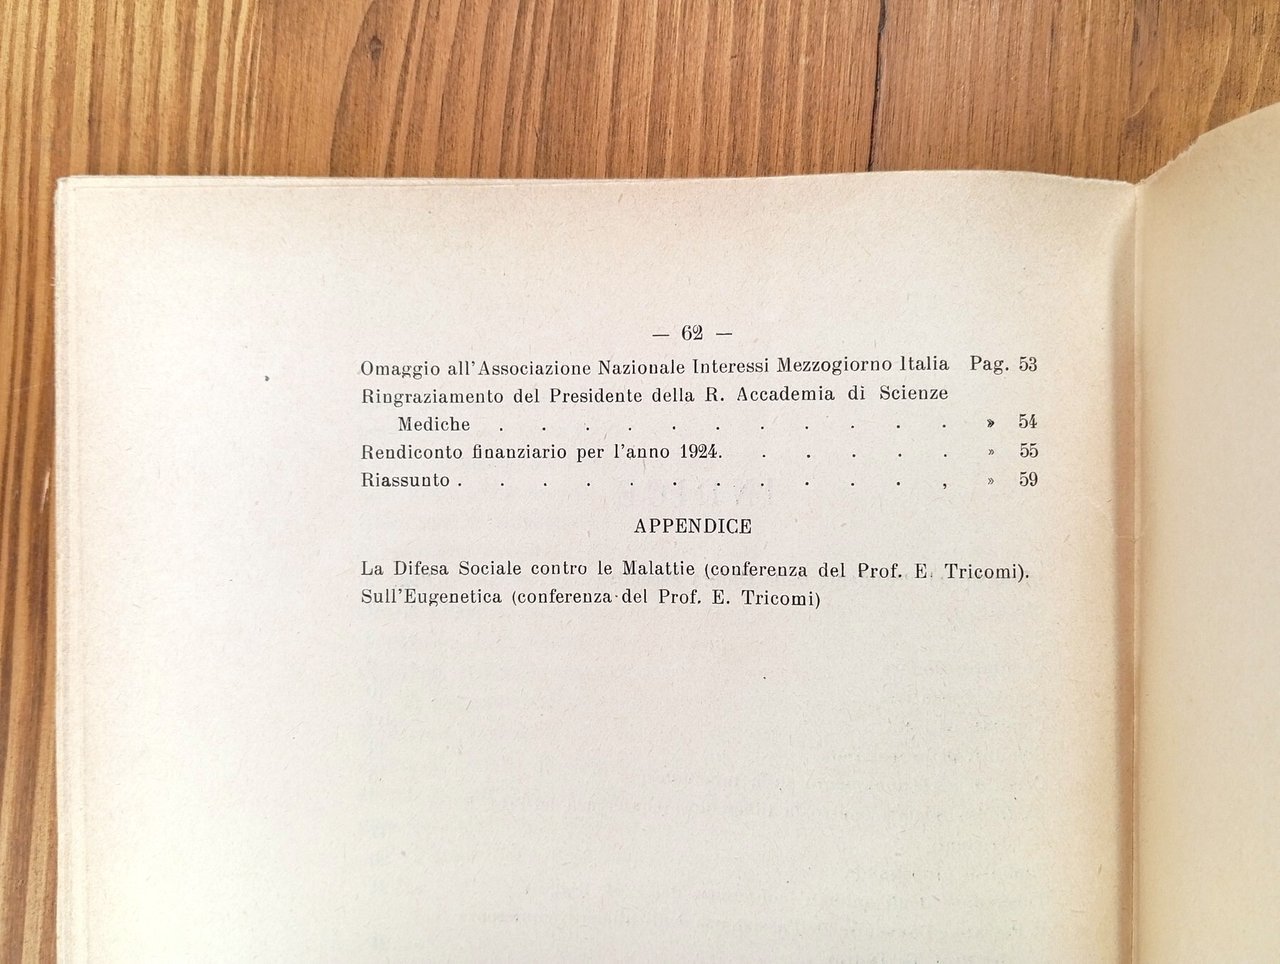 — 62 —
Omaggio all'Associazione Nazionale Interessi Mezzogiorno Italia Pag. 53
Ringraziamento del Presidente della R. Accademia di Scienze
Mediche . . . . . . . . . . . » 54
Rendiconto finanziario per l'anno 1924. . . . . . » 55
Riassunto . . . . . . . . . . . , » 59
APPENDICE
La Difesa Sociale contro le Malattie (conferenza del Prof. E. Tricomi).
Sull'Eugenetica (conferenza del Prof. E. Tricomi)